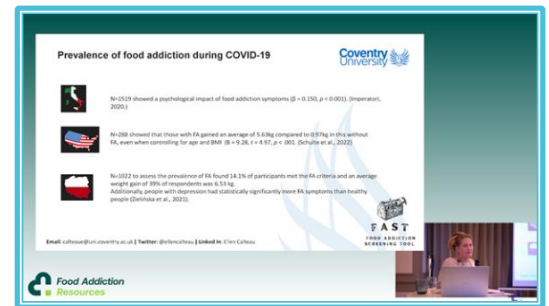 Prevalence of food addiction during COVID-19
Coventry
University
N=1519 showed a psychological impact of food addiction symptoms (β = 0.150, p < 0.001). (Imperatori,
2020.)
N=288 showed that those with FA gained an average of 5.63kg compared to 0.97kg in this without
FA, even when controlling for age and BMI (B = 9.28, t = 4.97, p < .001. (Schulte et al., 2022)
N=1022 to assess the prevalence of FA found 14.1% of participants met the FA criteria and an average
weight gain of 39% of respondents was 6.53 kg.
Additionally, people with depression had statistically significantly more FA symptoms than healthy
people (Zielińska et al., 2021).
FAST
FOOD ADDICTION
SCREENING TOOL
Email: @uni.coventry.ac.uk | Twitter: @ellencalteau | Linked In: Ellen Calteau
Food Addiction
Resources